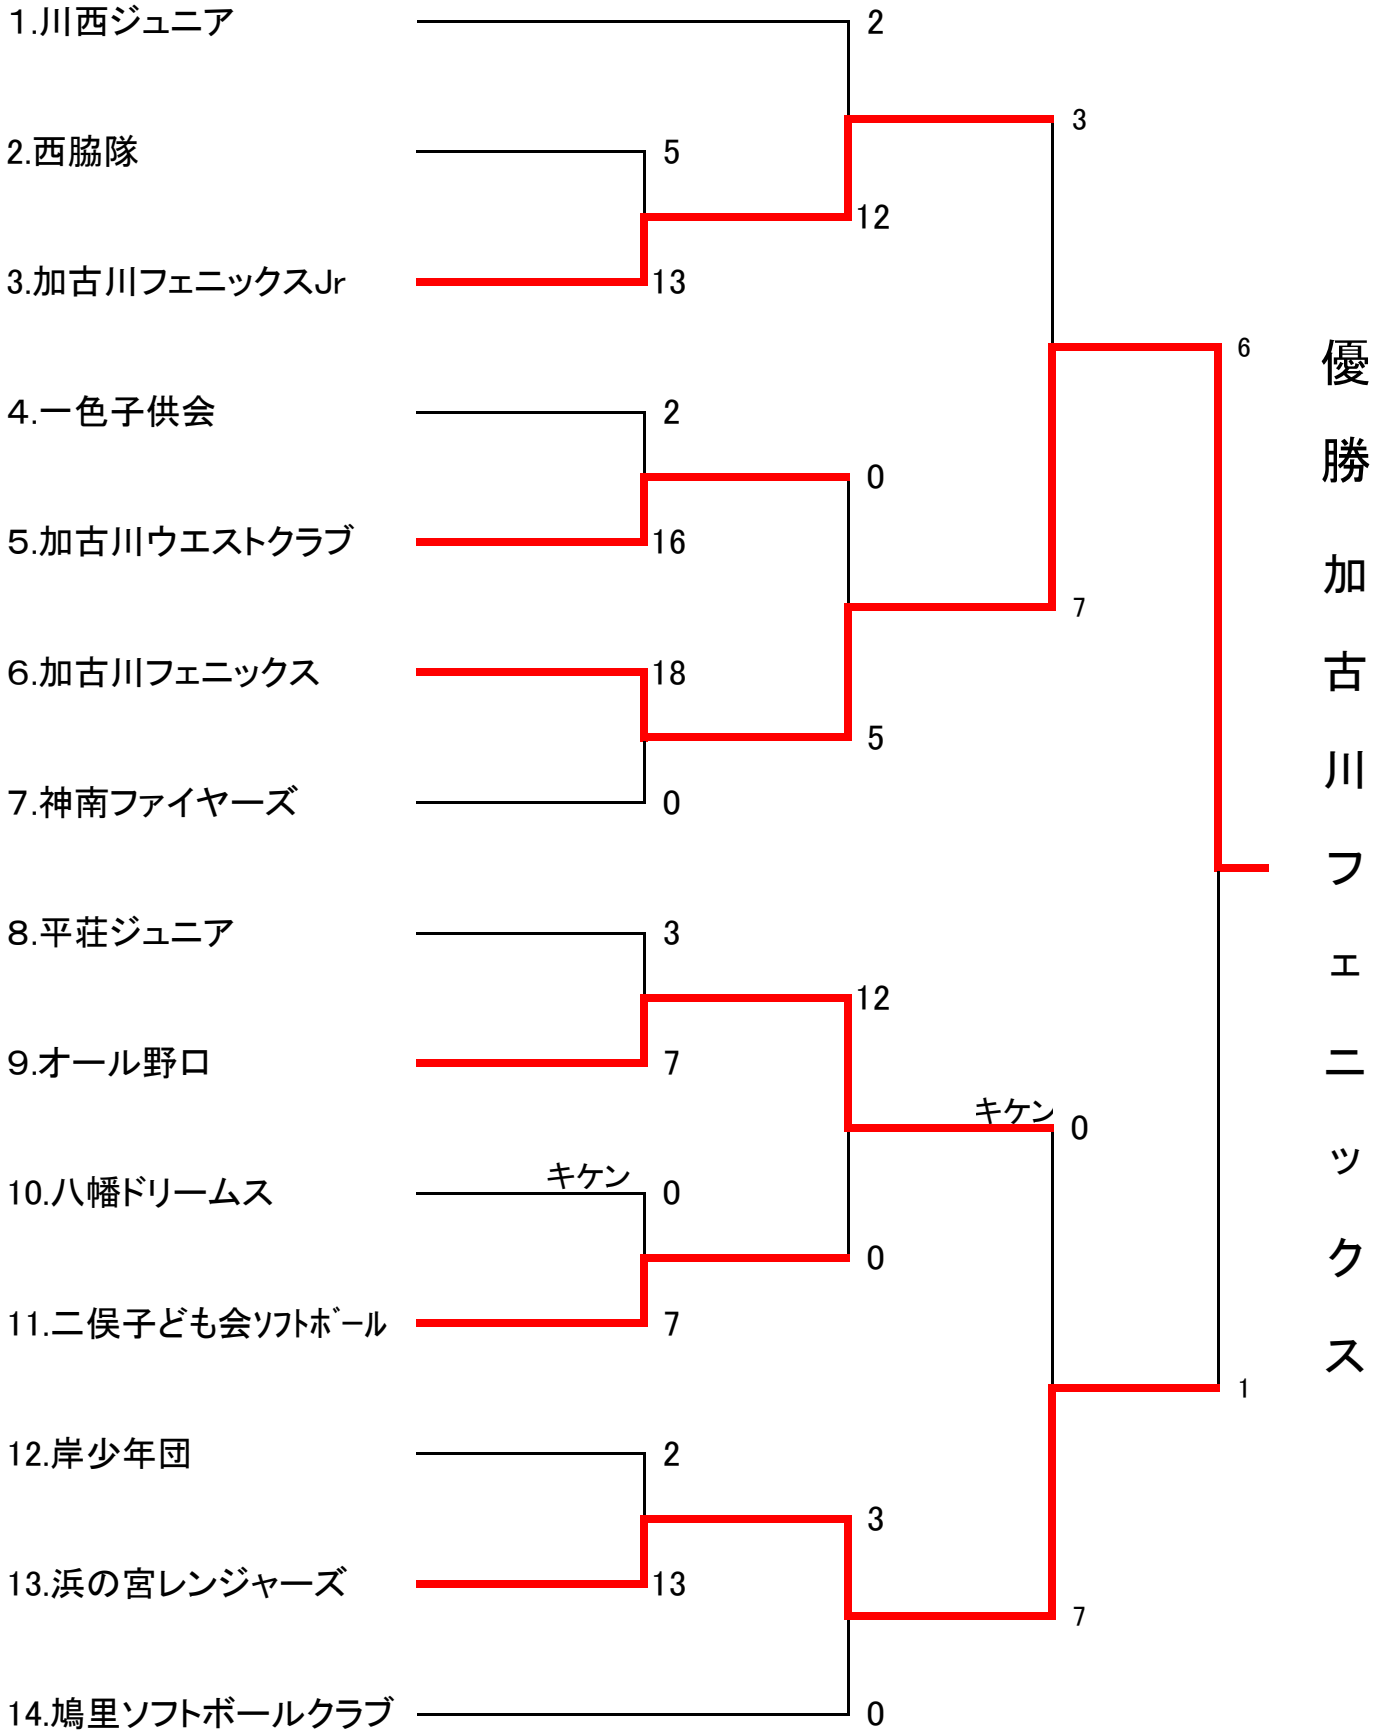 1.川西ジュニア
2
3
2.西脇隊
5
12
3.加古川フェニックスJr
13
6
4.一色子供会
2
0
5.加古川ウエストクラブ
16
7
6.加古川フェニックス
18
5
7.神南ファイヤーズ
0
8.平荘ジュニア
3
12
9.オール野口
7
キケン
0
10.八幡ドリームス
キケン
0
0
11.二俣子ども会ソフトボール
7
1
12.岸少年団
2
3
13.浜の宮レンジャーズ
13
7
14.鳩里ソフトボールクラブ
0
優勝加古川フェニックス